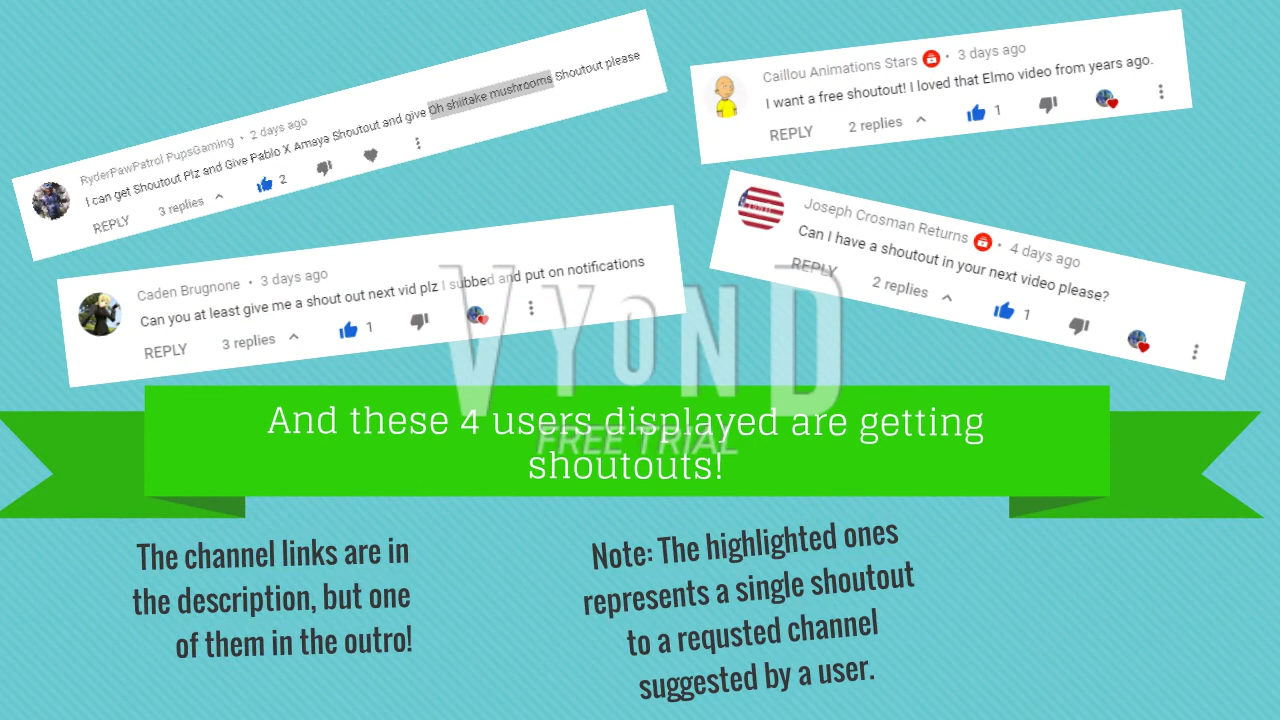 RyderPawPatrol PupsGaming • 2 days ago
I can get Shoutout Plz and Give Pablo X Amaya Shoutout and give Oh shiitake mushrooms Shoutout please
2
REPLY 3 replies
Caillou Animations Stars • 3 days ago
I want a free shoutout! I loved that Elmo video from years ago.
REPLY 2 replies 1
Caden Brugnone • 3 days ago
Can you at least give me a shout out next vid plz I subbed and put on notifications
REPLY 3 replies 1
Joseph Crosman Returns • 4 days ago
Can I have a shoutout in your next video please?
REPLY 2 replies 1
VYOND
FREE TRIAL
And these 4 users displayed are getting
shoutouts!
The channel links are in
the description, but one
of them in the outro!
Note: The highlighted ones
represents a single shoutout
to a requsted channel
suggested by a user.